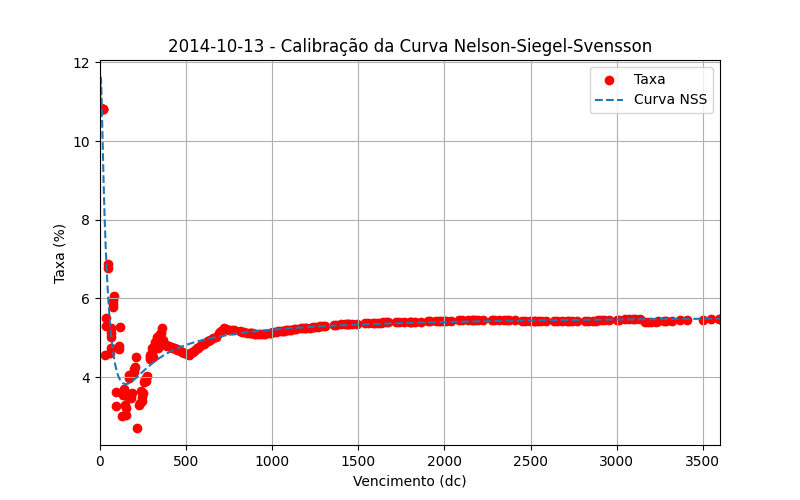 2014-10-13 - Calibração da Curva Nelson-Siegel-Svensson
Taxa
Curva NSS
12
10
8
6
4
Taxa (%)
0 500 1000 1500 2000 2500 3000 3500
Vencimento (dc)